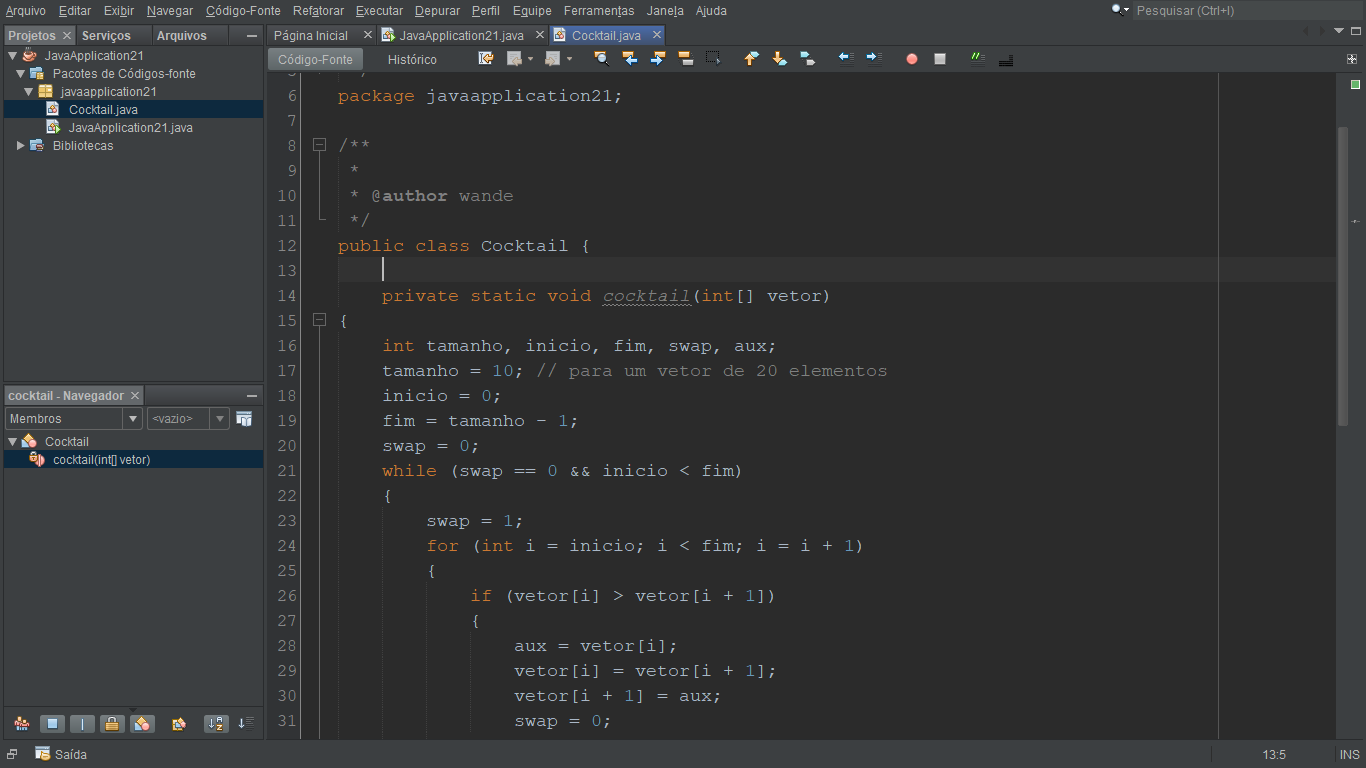 Arquivo Editar Exibir Navegar Código-Fonte Refatorar Executar Depurar Perfil Equipe Ferramentas Janela Ajuda Pesquisar (Ctrl+I)
Projetos Serviços Arquivos
JavaApplication21
Pacotes de Códigos-fonte
javaapplication21
Cocktail.java
JavaApplication21.java
Bibliotecas
cocktail - Navegador
Membros <vazio>
Cocktail
cocktail(int[] vetor)
Página Inicial JavaApplication21.java Cocktail.java
Código-Fonte Histórico
6 package javaapplication21;
7
8 /**
9 *
10 * @author wande
11 */
12 public class Cocktail {
13
14 private static void cocktail(int[] vetor)
15 {
16 int tamanho, inicio, fim, swap, aux;
17 tamanho = 10; // para um vetor de 20 elementos
18 inicio = 0;
19 fim = tamanho - 1;
20 swap = 0;
21 while (swap == 0 && inicio < fim)
22 {
23 swap = 1;
24 for (int i = inicio; i < fim; i = i + 1)
25 {
26 if (vetor[i] > vetor[i + 1])
27 {
28 aux = vetor[i];
29 vetor[i] = vetor[i + 1];
30 vetor[i + 1] = aux;
31 swap = 0;
Saída 13:5 INS